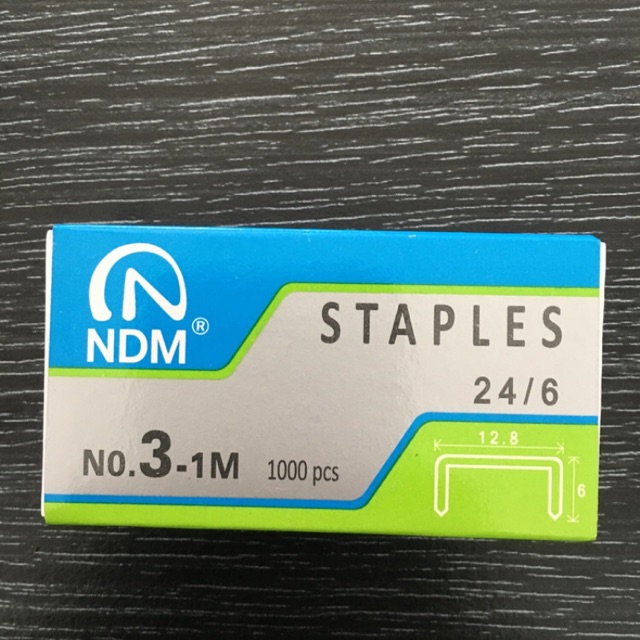 NDM®
STAPLES
24/6
NO.3-1M 1000 pcs
12.8
6